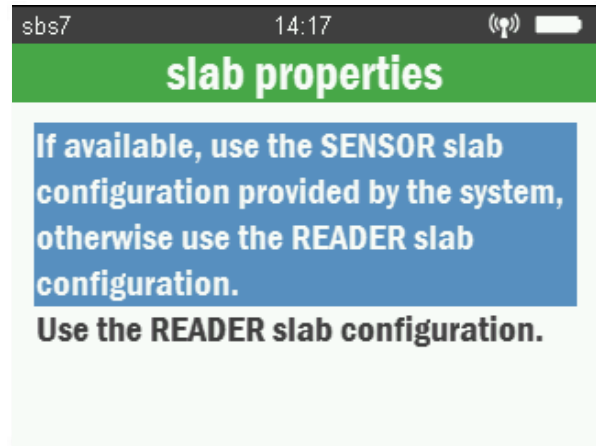 sbs7 14:17
slab properties
If available, use the SENSOR slab
configuration provided by the system,
otherwise use the READER slab
configuration.
Use the READER slab configuration.